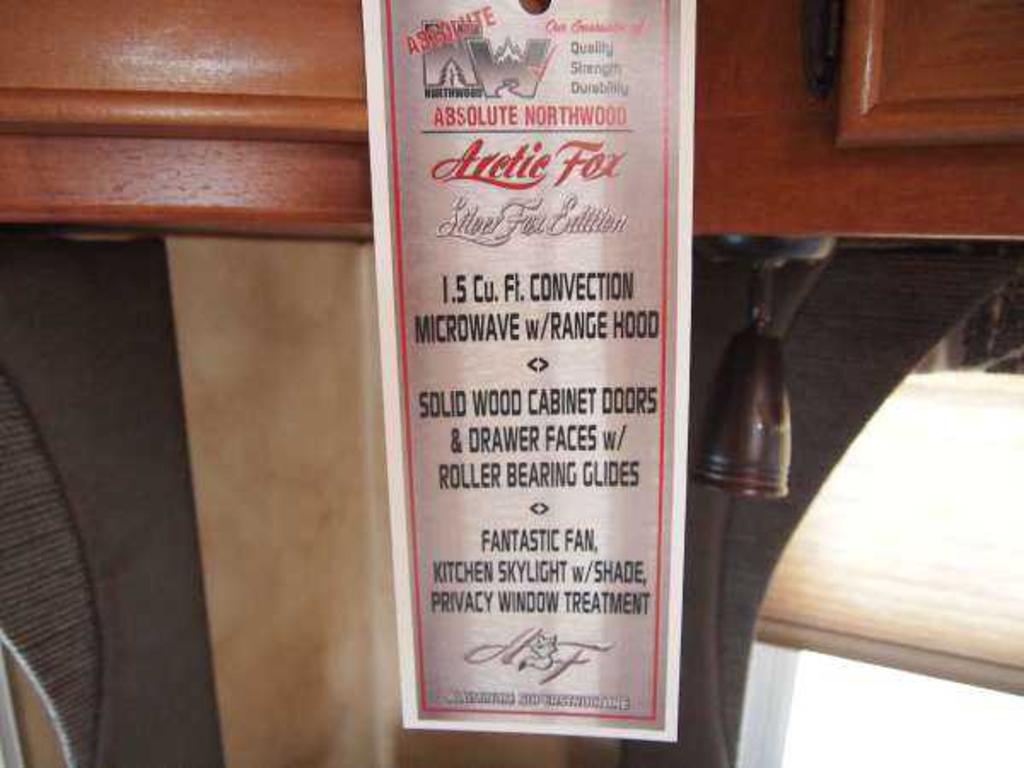 ABSOLUTE
NW
NORTHWOOD
Our Guarantee of
Quality
Strength
Durability
ABSOLUTE NORTHWOOD
Arctic Fox
Silver Fox Edition
1.5 Cu. Ft. CONVECTION
MICROWAVE w/RANGE HOOD
<>
SOLID WOOD CABINET DOORS
& DRAWER FACES w/
ROLLER BEARING GLIDES
<>
FANTASTIC FAN,
KITCHEN SKYLIGHT w/SHADE,
PRIVACY WINDOW TREATMENT
AF
ALUMINUM SUPERSTRUCTURE